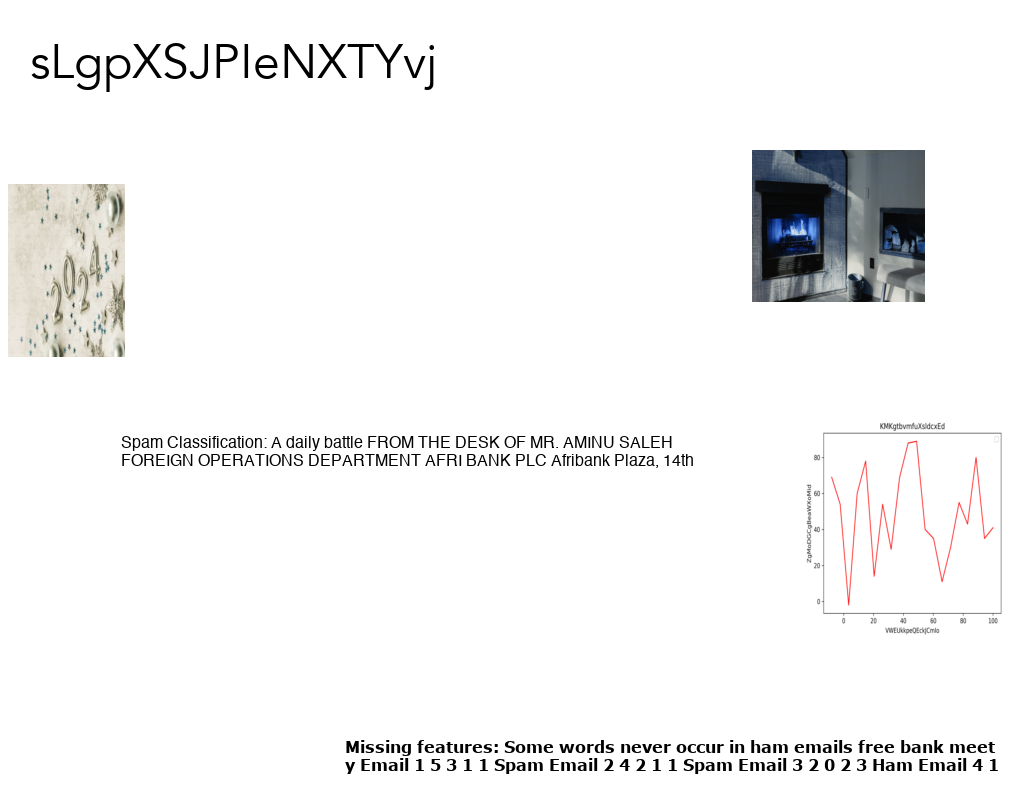 sLgpXSJPIeNXTYvj
2024
Spam Classification: A daily battle FROM THE DESK OF MR. AMINU SALEH
FOREIGN OPERATIONS DEPARTMENT AFRI BANK PLC Afribank Plaza, 14th
KMKgtbvmfuXsIdcxEd
80
60
40
20
0
ZgMoDGCgBeaWXoMid
0 20 40 60 80 100
VWEUkkpeQEckJCmIo
Missing features: Some words never occur in ham emails free bank meet
y Email 1 5 3 1 1 Spam Email 2 4 2 1 1 Spam Email 3 2 0 2 3 Ham Email 4 1